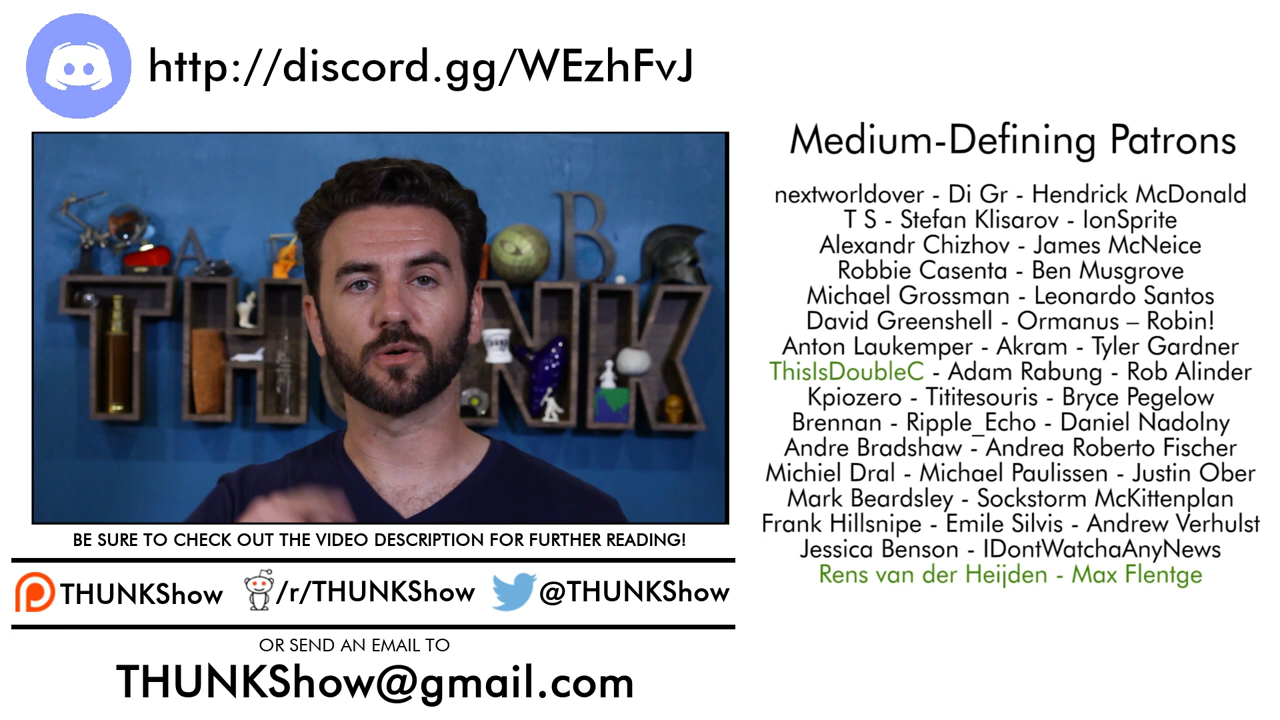 http://discord.gg/WEzhFvJ
A
B
THUNK
BE SURE TO CHECK OUT THE VIDEO DESCRIPTION FOR FURTHER READING!
THUNKShow
/r/THUNKShow
@THUNKShow
OR SEND AN EMAIL TO
THUNKShow@gmail.com
Medium-Defining Patrons
nextworldover - Di Gr - Hendrick McDonald
T S - Stefan Klisarov - IonSprite
Alexandr Chizhov - James McNeice
Robbie Casenta - Ben Musgrove
Michael Grossman - Leonardo Santos
David Greenshell - Ormanus – Robin!
Anton Laukemper - Akram - Tyler Gardner
ThisIsDoubleC - Adam Rabung - Rob Alinder
Kpiozero - Tititesouris - Bryce Pegelow
Brennan - Ripple_Echo - Daniel Nadolny
Andre Bradshaw - Andrea Roberto Fischer
Michiel Dral - Michael Paulissen - Justin Ober
Mark Beardsley - Sockstorm McKittenplan
Frank Hillsnipe - Emile Silvis - Andrew Verhulst
Jessica Benson - IDontWatchaAnyNews
Rens van der Heijden - Max Flentge